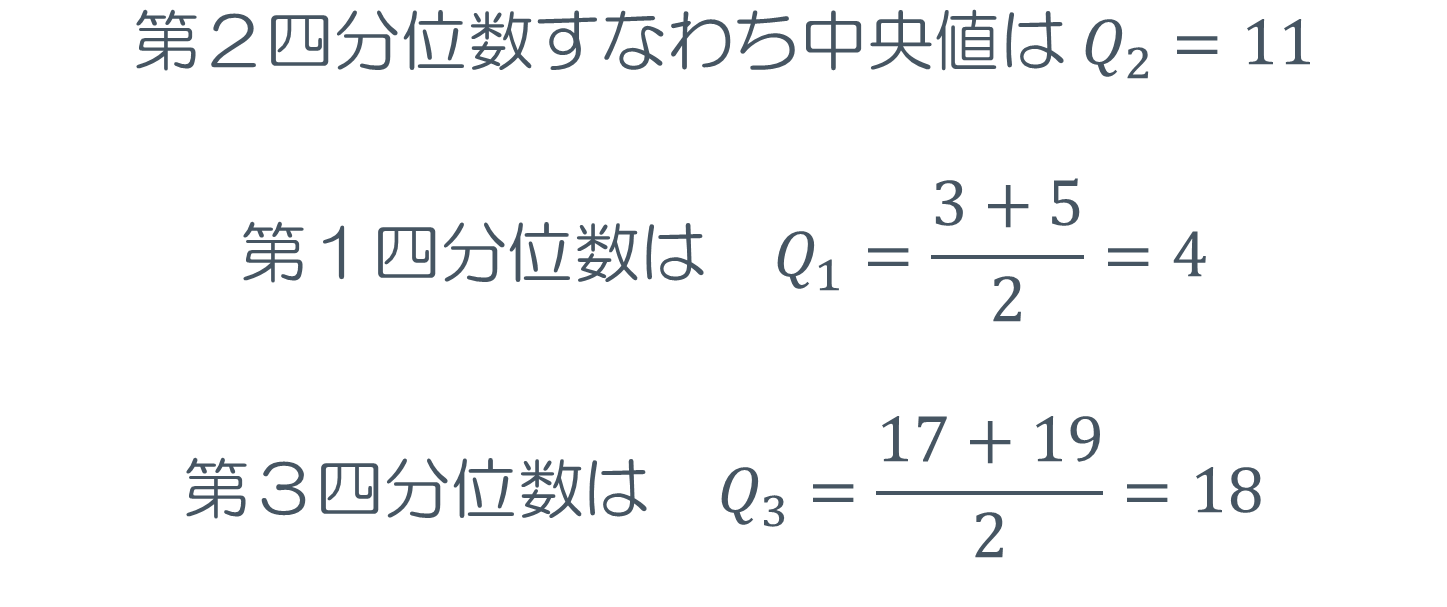 第２四分位数すなわち中央値は Q₂ = 11
第１四分位数は　Q₁ = (3 + 5)/2 = 4
第３四分位数は　Q₃ = (17 + 19)/2 = 18